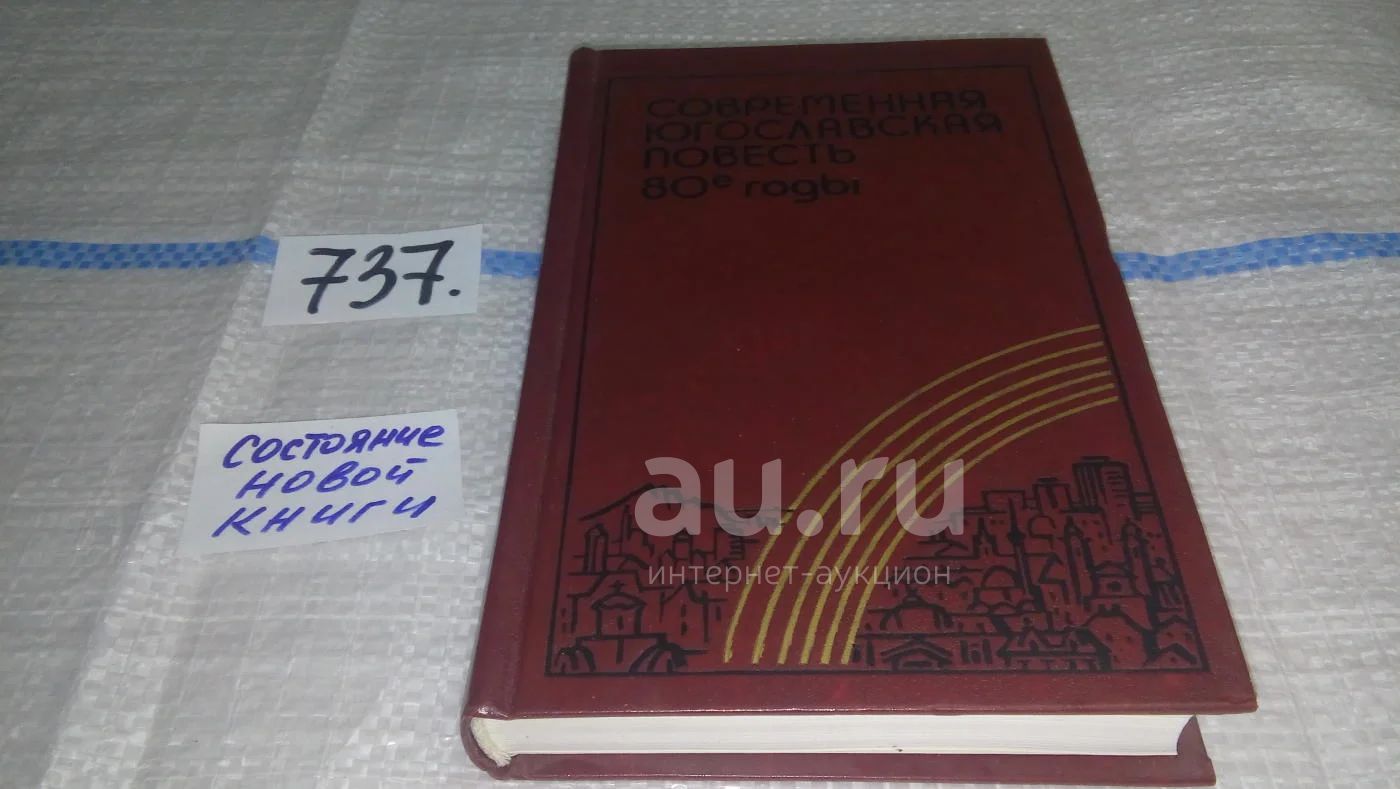 СОВРЕМЕННАЯ
ЮГОСЛАВСКАЯ
ПОВЕСТЬ
80е годы
737.
СОСТОЯНИЕ
НОВОЙ
КНИГИ
au.ru
интернет-аукцион